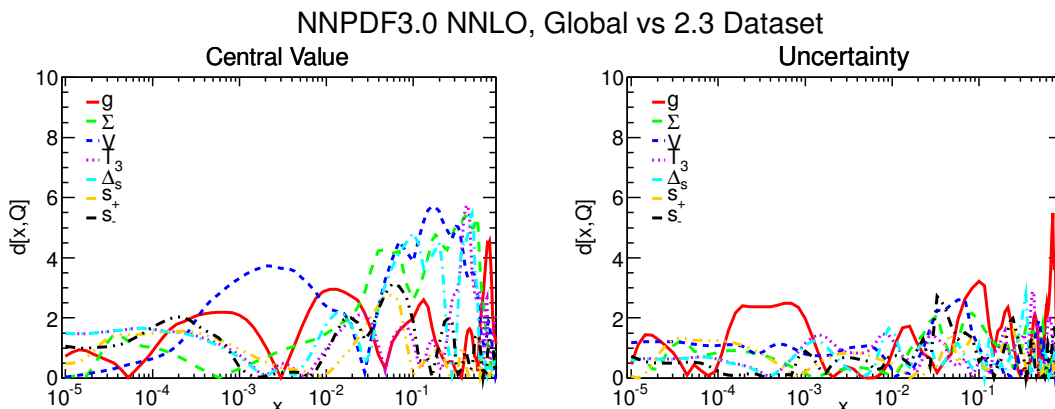 NNPDF3.0 NNLO, Global vs 2.3 Dataset
Central Value
d[x,Q]
10
8
6
4
2
0
g
Σ
V
T₃
Δₛ
s₊
s₋
10⁻⁵ 10⁻⁴ 10⁻³ 10⁻² 10⁻¹
x
Uncertainty
d[x,Q]
10
8
6
4
2
0
g
Σ
V
T₃
Δₛ
s₊
s₋
10⁻⁵ 10⁻⁴ 10⁻³ 10⁻² 10⁻¹
x